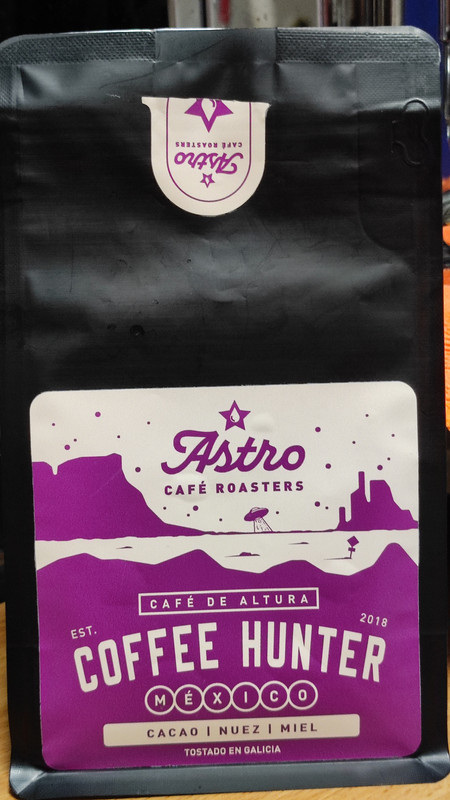 Astro
CAFÉ ROASTERS
Astro
CAFÉ ROASTERS
CAFÉ DE ALTURA
EST.
2018
COFFEE HUNTER
MÉXICO
CACAO | NUEZ | MIEL
TOSTADO EN GALICIA